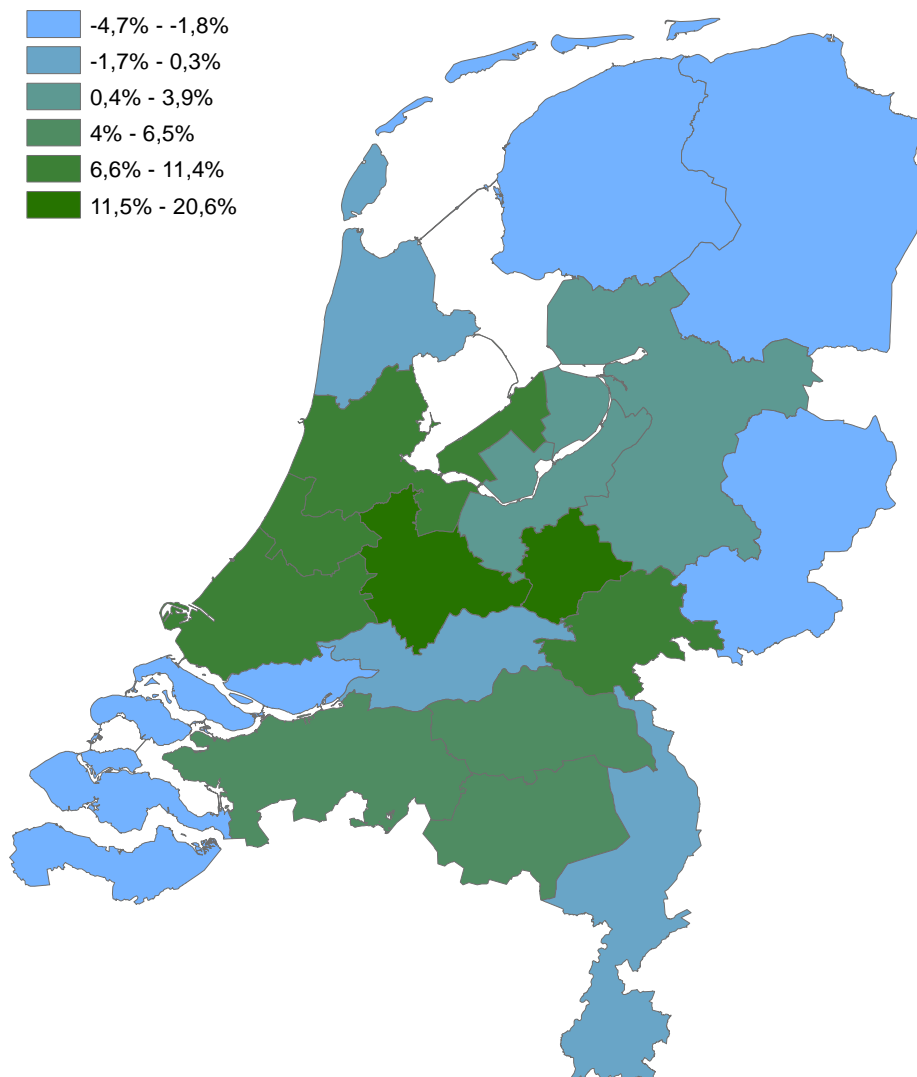 -4,7% - -1,8%
-1,7% - 0,3%
0,4% - 3,9%
4% - 6,5%
6,6% - 11,4%
11,5% - 20,6%